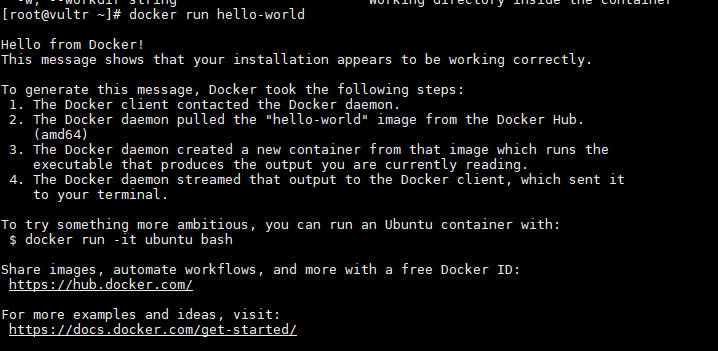 -w, --workdir string                        Working directory inside the container
[root@vultr ~]# docker run hello-world

Hello from Docker!
This message shows that your installation appears to be working correctly.

To generate this message, Docker took the following steps:
 1. The Docker client contacted the Docker daemon.
 2. The Docker daemon pulled the "hello-world" image from the Docker Hub.
    (amd64)
 3. The Docker daemon created a new container from that image which runs the
    executable that produces the output you are currently reading.
 4. The Docker daemon streamed that output to the Docker client, which sent it
    to your terminal.

To try something more ambitious, you can run an Ubuntu container with:
 $ docker run -it ubuntu bash

Share images, automate workflows, and more with a free Docker ID:
 https://hub.docker.com/

For more examples and ideas, visit:
 https://docs.docker.com/get-started/